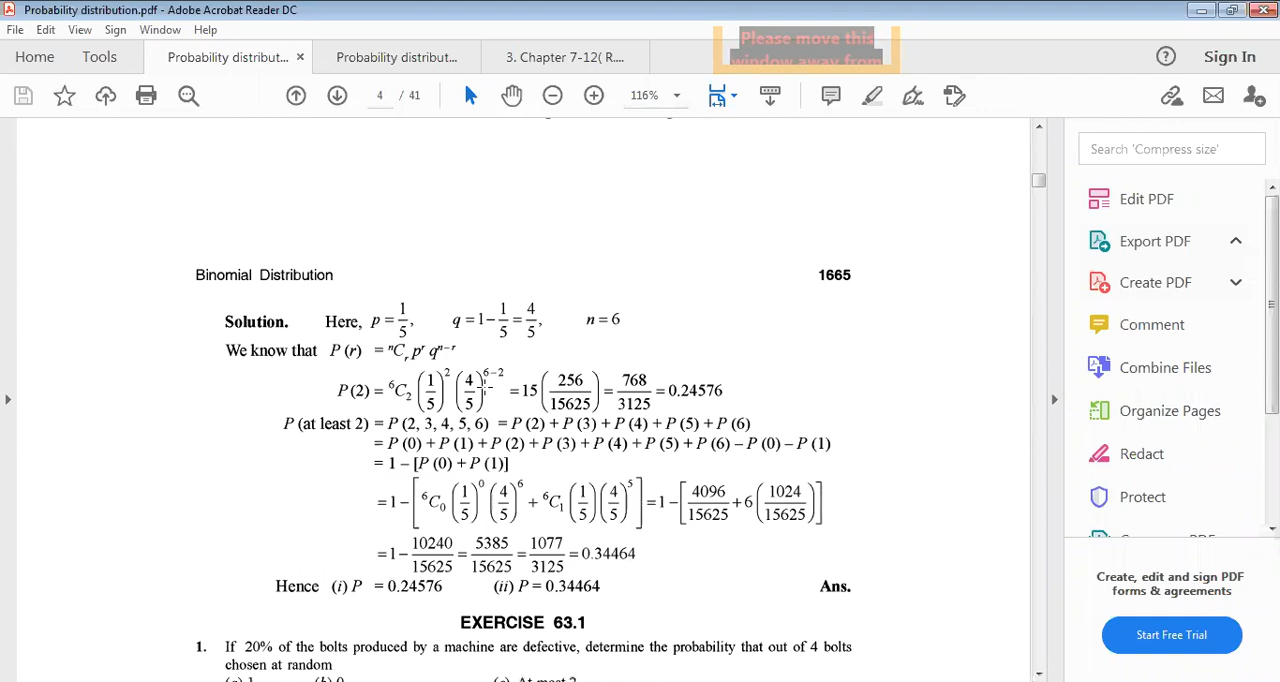 Probability distribution.pdf - Adobe Acrobat Reader DC
File Edit View Sign Window Help
Home Tools Probability distribut... × Probability distribut... 3. Chapter 7-12( R....
Please move this
window away from
? Sign In
4 / 41 116%
Search 'Compress size'
Edit PDF
Export PDF
Create PDF
Comment
Combine Files
Organize Pages
Redact
Protect
Create, edit and sign PDF
forms & agreements
Start Free Trial
Binomial Distribution 1665
Solution. Here, p = 1/5, q = 1 − 1/5 = 4/5, n = 6
We know that P (r) = ⁿCᵣ pʳ qⁿ⁻ʳ
P (2) = ⁶C₂ (1/5)² (4/5)⁶⁻² = 15 (256/15625) = 768/3125 = 0.24576
P (at least 2) = P (2, 3, 4, 5, 6) = P (2) + P (3) + P (4) + P (5) + P (6)
= P (0) + P (1) + P (2) + P (3) + P (4) + P (5) + P (6) – P (0) – P (1)
= 1 – [P (0) + P (1)]
= 1 − [⁶C₀ (1/5)⁰ (4/5)⁶ + ⁶C₁ (1/5) (4/5)⁵] = 1 − [4096/15625 + 6 (1024/15625)]
= 1 − 10240/15625 = 5385/15625 = 1077/3125 = 0.34464
Hence (i) P = 0.24576 (ii) P = 0.34464 Ans.
EXERCISE 63.1
1. If 20% of the bolts produced by a machine are defective, determine the probability that out of 4 bolts
chosen at random